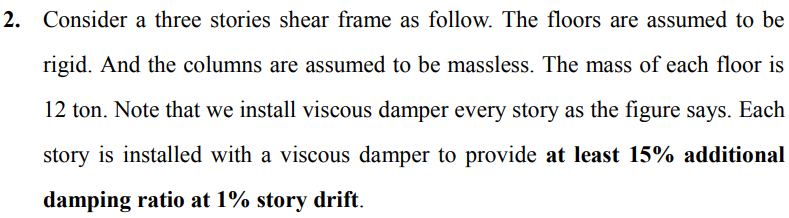 2. Consider a three stories shear frame as follow. The floors are assumed to be
rigid. And the columns are assumed to be massless. The mass of each floor is
12 ton. Note that we install viscous damper every story as the figure says. Each
story is installed with a viscous damper to provide at least 15% additional
damping ratio at 1% story drift.